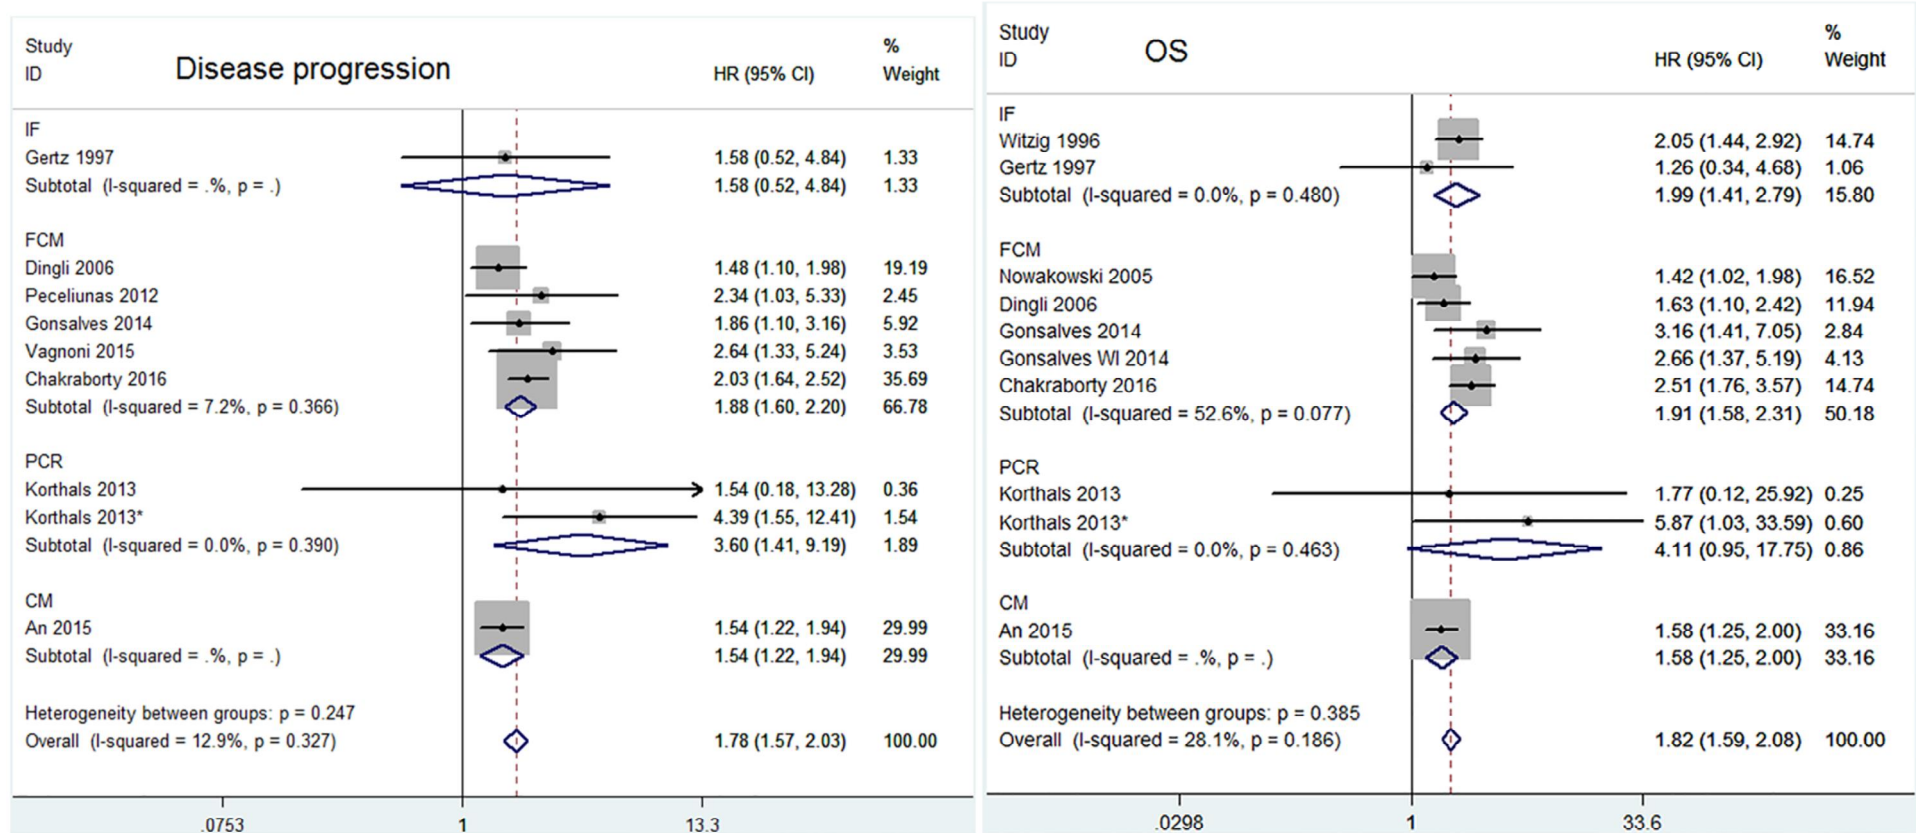 Study %
ID Disease progression HR (95% CI) Weight
IF
Gertz 1997 1.58 (0.52, 4.84) 1.33
Subtotal (I-squared = .%, p = .) 1.58 (0.52, 4.84) 1.33
FCM
Dingli 2006 1.48 (1.10, 1.98) 19.19
Peceliunas 2012 2.34 (1.03, 5.33) 2.45
Gonsalves 2014 1.86 (1.10, 3.16) 5.92
Vagnoni 2015 2.64 (1.33, 5.24) 3.53
Chakraborty 2016 2.03 (1.64, 2.52) 35.69
Subtotal (I-squared = 7.2%, p = 0.366) 1.88 (1.60, 2.20) 66.78
PCR
Korthals 2013 1.54 (0.18, 13.28) 0.36
Korthals 2013* 4.39 (1.55, 12.41) 1.54
Subtotal (I-squared = 0.0%, p = 0.390) 3.60 (1.41, 9.19) 1.89
CM
An 2015 1.54 (1.22, 1.94) 29.99
Subtotal (I-squared = .%, p = .) 1.54 (1.22, 1.94) 29.99
Heterogeneity between groups: p = 0.247
Overall (I-squared = 12.9%, p = 0.327) 1.78 (1.57, 2.03) 100.00
.0753 1 13.3
Study %
ID OS HR (95% CI) Weight
IF
Witzig 1996 2.05 (1.44, 2.92) 14.74
Gertz 1997 1.26 (0.34, 4.68) 1.06
Subtotal (I-squared = 0.0%, p = 0.480) 1.99 (1.41, 2.79) 15.80
FCM
Nowakowski 2005 1.42 (1.02, 1.98) 16.52
Dingli 2006 1.63 (1.10, 2.42) 11.94
Gonsalves 2014 3.16 (1.41, 7.05) 2.84
Gonsalves WI 2014 2.66 (1.37, 5.19) 4.13
Chakraborty 2016 2.51 (1.76, 3.57) 14.74
Subtotal (I-squared = 52.6%, p = 0.077) 1.91 (1.58, 2.31) 50.18
PCR
Korthals 2013 1.77 (0.12, 25.92) 0.25
Korthals 2013* 5.87 (1.03, 33.59) 0.60
Subtotal (I-squared = 0.0%, p = 0.463) 4.11 (0.95, 17.75) 0.86
CM
An 2015 1.58 (1.25, 2.00) 33.16
Subtotal (I-squared = .%, p = .) 1.58 (1.25, 2.00) 33.16
Heterogeneity between groups: p = 0.385
Overall (I-squared = 28.1%, p = 0.186) 1.82 (1.59, 2.08) 100.00
.0298 1 33.6